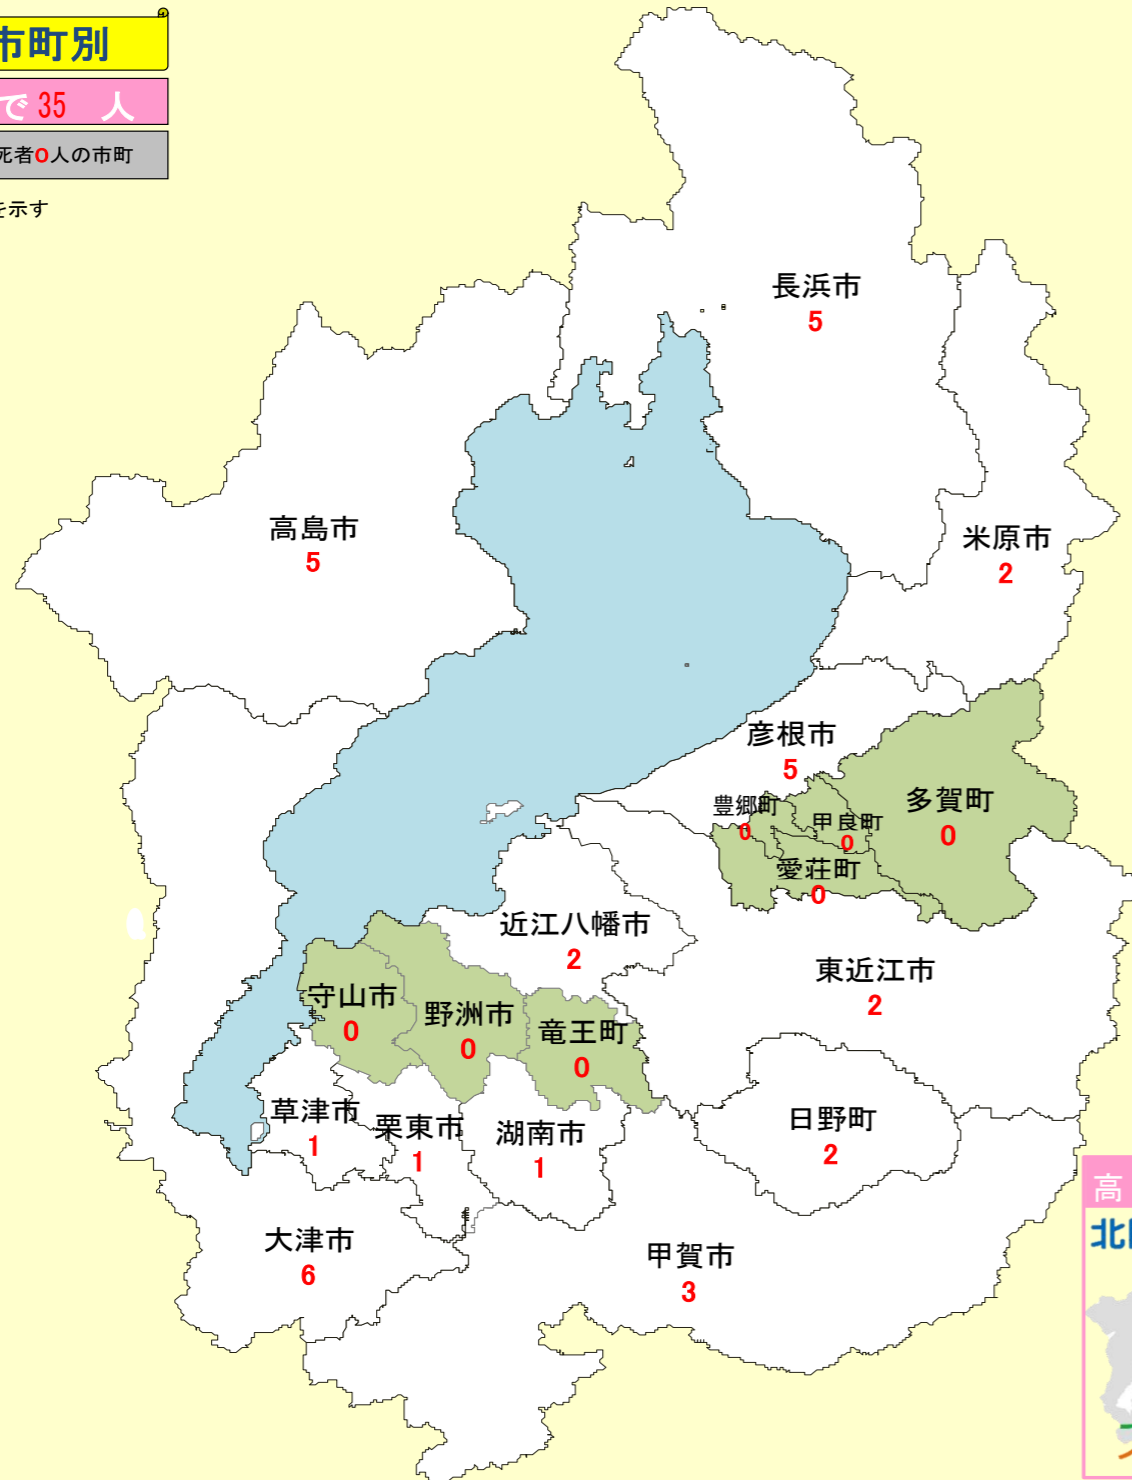 市町別
で 35 人
死者0人の市町
を示す
長浜市
5
高島市
5
米原市
2
彦根市
5
豊郷町
0
甲良町
0
多賀町
0
愛荘町
0
近江八幡市
2
東近江市
2
守山市
0
野洲市
0
竜王町
0
草津市
1
栗東市
1
湖南市
1
日野町
2
大津市
6
甲賀市
3
高
北